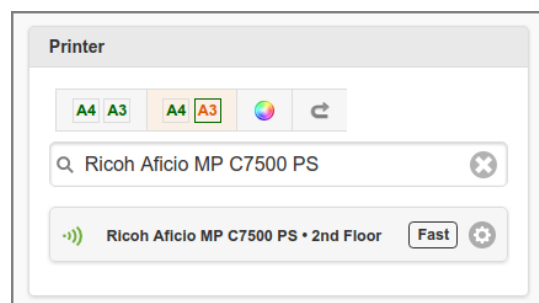 Printer
A4 A3 A4 A3
Ricoh Aficio MP C7500 PS
Ricoh Aficio MP C7500 PS • 2nd Floor Fast